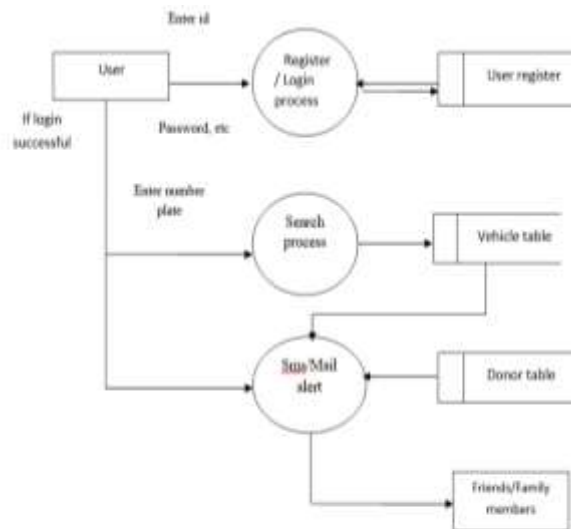 Enter id
User
Register
/ Login
process
User register
If login
successful
Password, etc
Enter number
plate
Search
process
Vehicle table
Sms/Mail
alert
Donor table
Friends/Family
members